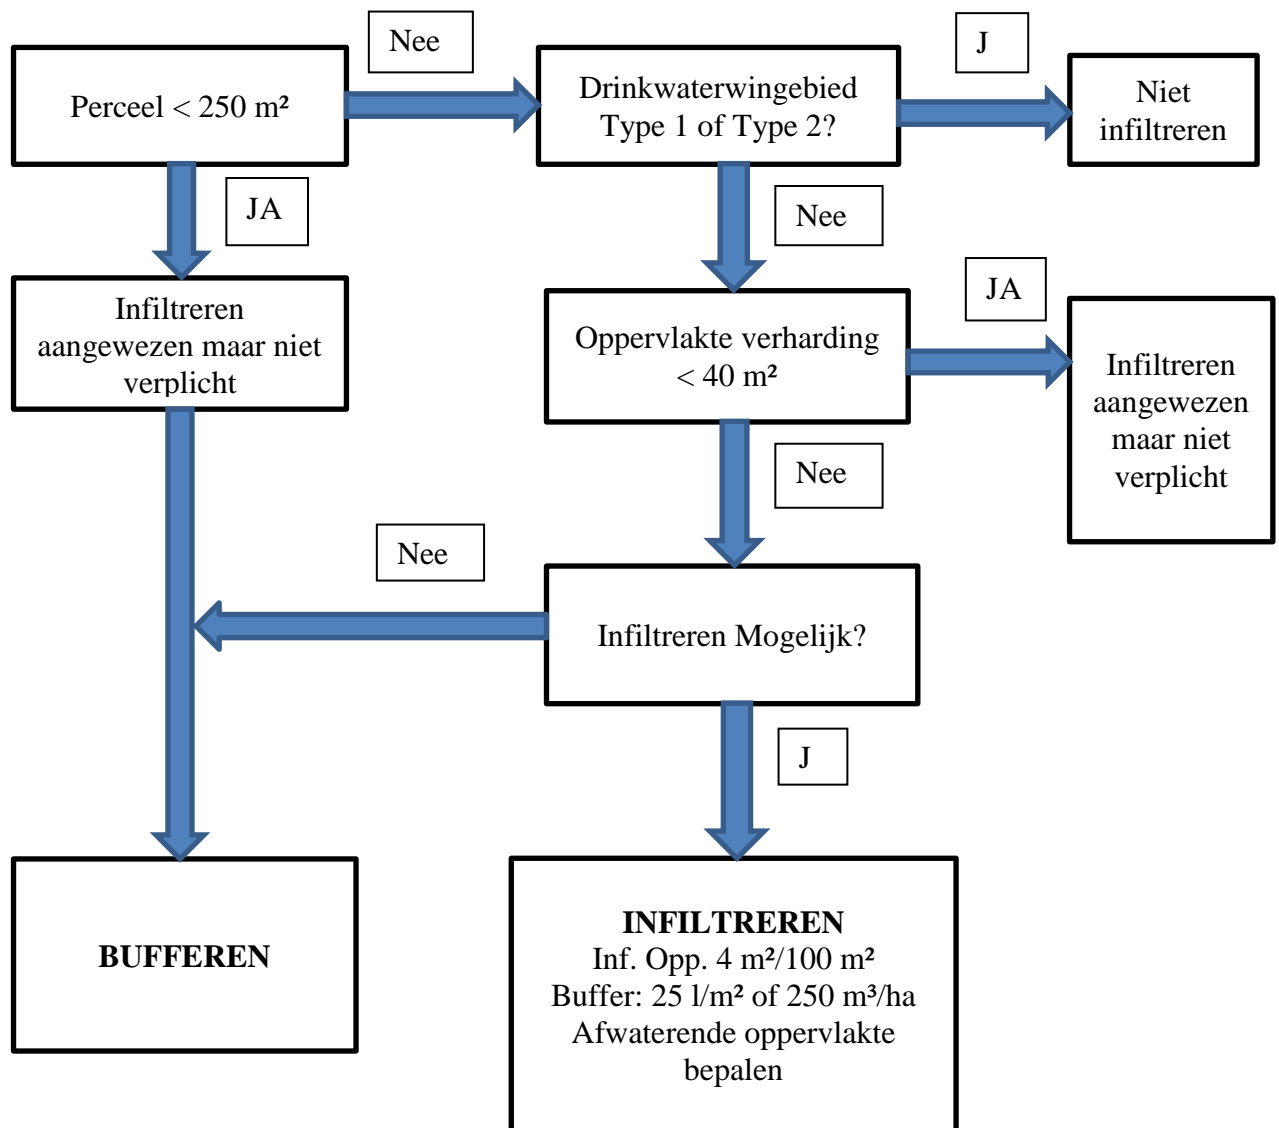 Nee
J
Perceel < 250 m²
Drinkwaterwingebied
Type 1 of Type 2?
Niet
infiltreren
JA
Nee
Infiltreren
aangewezen maar niet
verplicht
Oppervlakte verharding
< 40 m²
JA
Infiltreren
aangewezen
maar niet
verplicht
Nee
Nee
Infiltreren Mogelijk?
J
BUFFEREN
INFILTREREN
Inf. Opp. 4 m²/100 m²
Buffer: 25 l/m² of 250 m³/ha
Afwaterende oppervlakte
bepalen